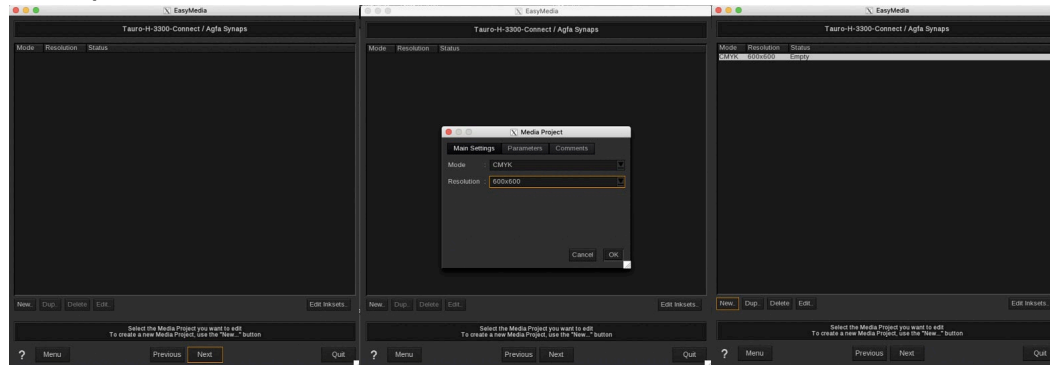 EasyMedia
Tauro-H-3300-Connect / Agfa Synaps
Mode Resolution Status
New.. Dup.. Delete Edit.. Edit Inksets..
Select the Media Project you want to edit
To create a new Media Project, use the "New..." button
? Menu Previous Next Quit
EasyMedia
Tauro-H-3300-Connect / Agfa Synaps
Mode Resolution Status
Media Project
Main Settings Parameters Comments
Mode : CMYK
Resolution : 600x600
Cancel OK
New.. Dup.. Delete Edit.. Edit Inksets..
Select the Media Project you want to edit
To create a new Media Project, use the "New..." button
? Menu Previous Next Quit
EasyMedia
Tauro-H-3300-Connect / Agfa Synaps
Mode Resolution Status
CMYK 600x600 Empty
New.. Dup.. Delete Edit.. Edit Inksets..
Select the Media Project you want to edit
To create a new Media Project, use the "New..." button
? Menu Previous Next Quit